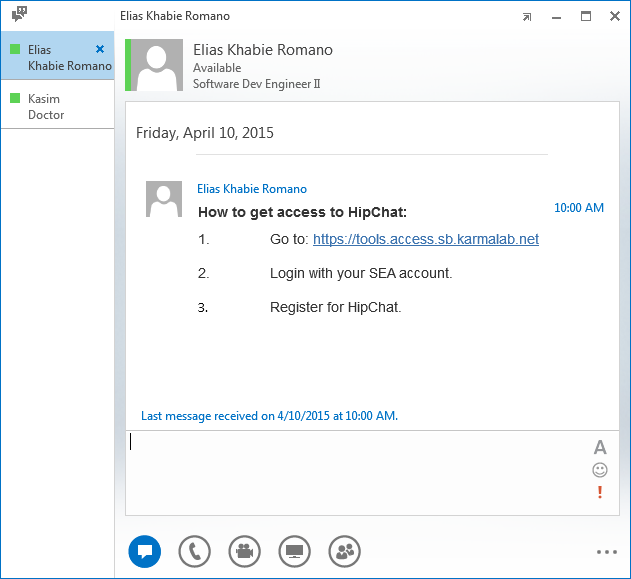 Elias Khabie Romano
Elias
Khabie Romano
Kasim
Doctor
Elias Khabie Romano
Available
Software Dev Engineer II
Friday, April 10, 2015
Elias Khabie Romano
How to get access to HipChat:
10:00 AM
1. Go to: https://tools.access.sb.karmalab.net
2. Login with your SEA account.
3. Register for HipChat.
Last message received on 4/10/2015 at 10:00 AM.
A
!